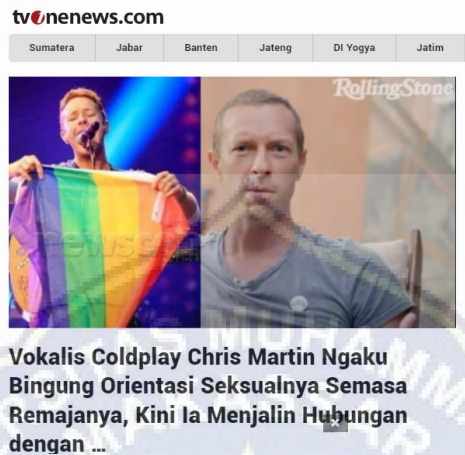 tvonenews.com
Sumatera Jabar Banten Jateng DI Yogya Jatim
RollingStone
Vokalis Coldplay Chris Martin Ngaku
Bingung Orientasi Seksualnya Semasa
Remajanya, Kini Ia Menjalin Hubungan
dengan ...